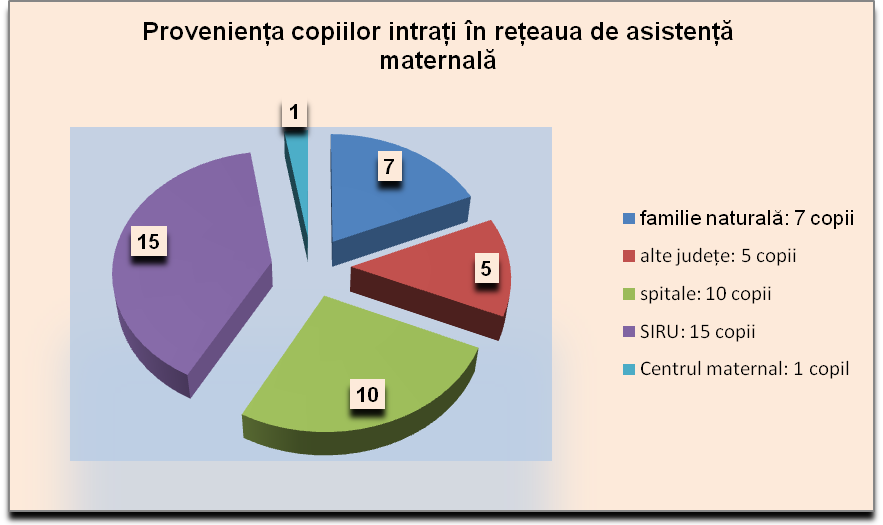 Proveniența copiilor intrați în rețeaua de asistență
maternală
1
7
15
5
10
familie naturală: 7 copii
alte județe: 5 copii
spitale: 10 copii
SIRU: 15 copii
Centrul maternal: 1 copil